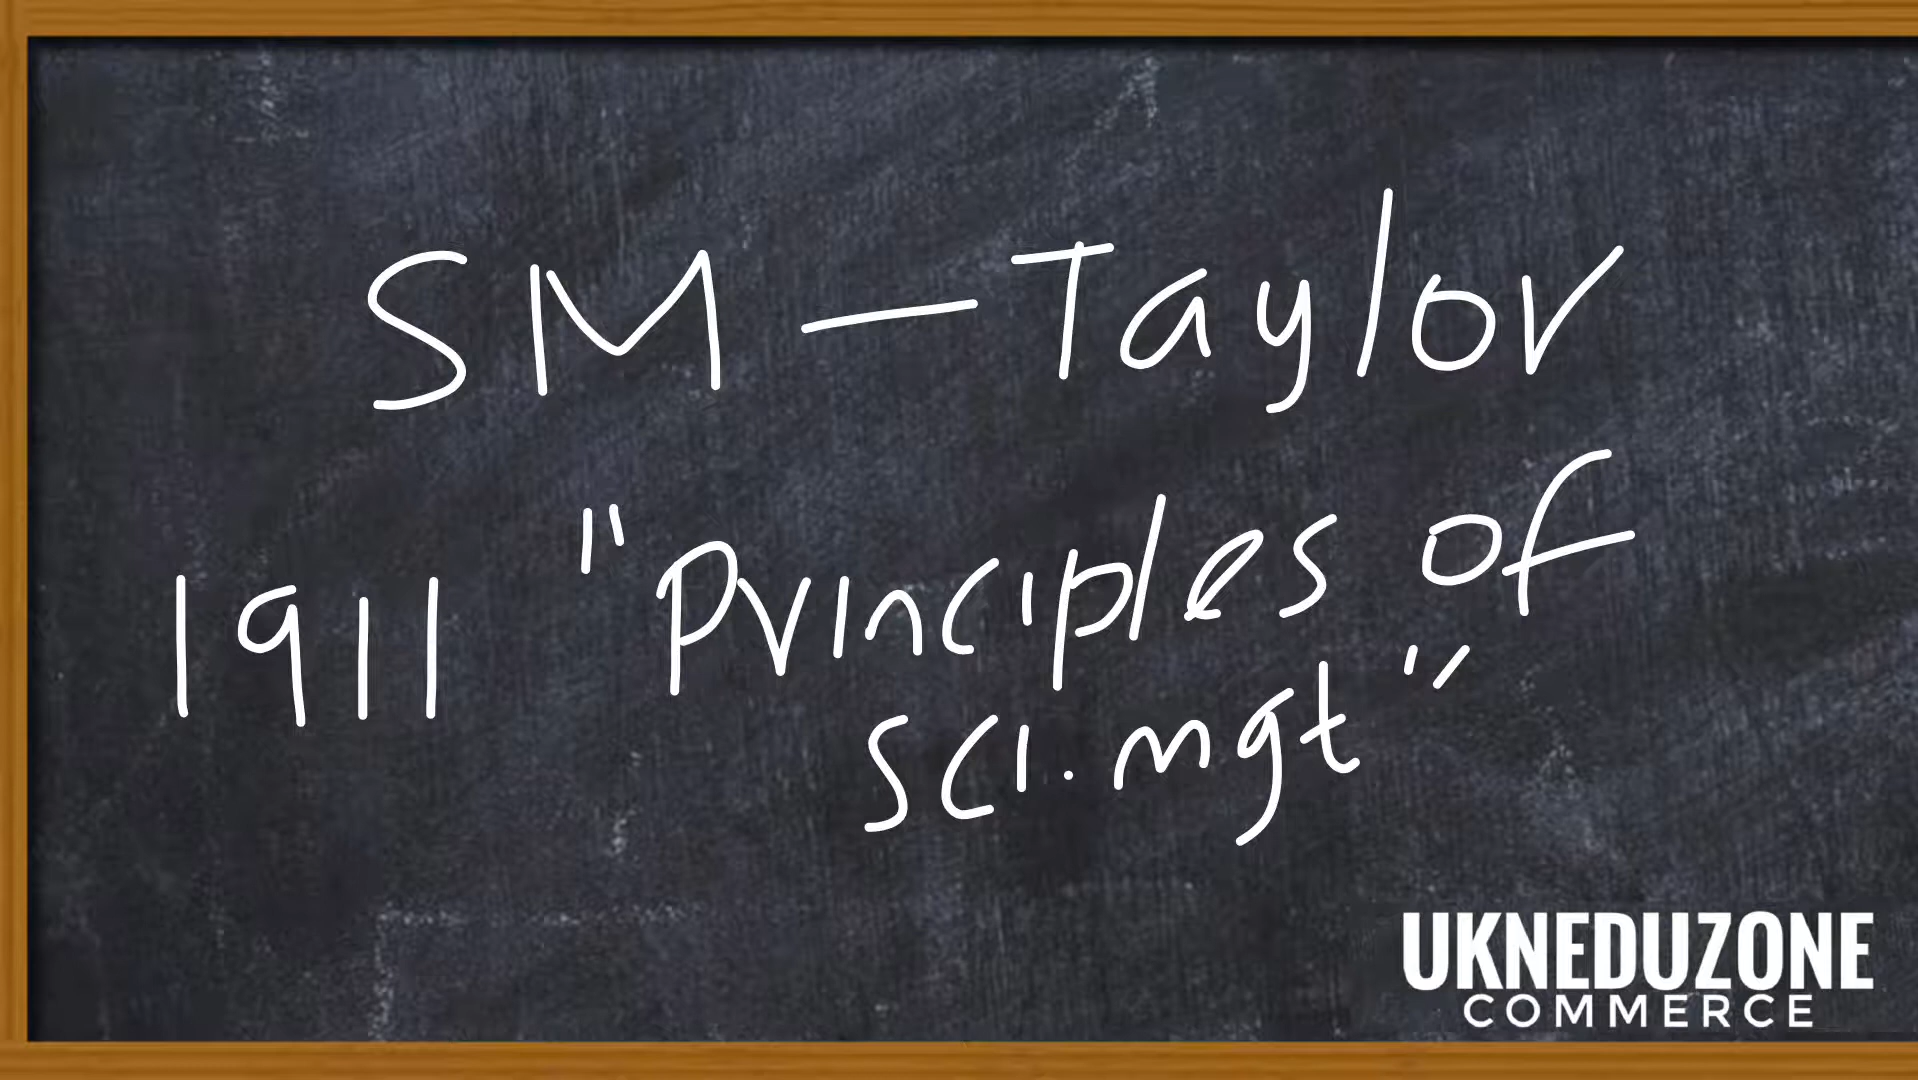 SM - Taylor
1911 "Principles of
sci. mgt"
UKNEDUZONE
COMMERCE